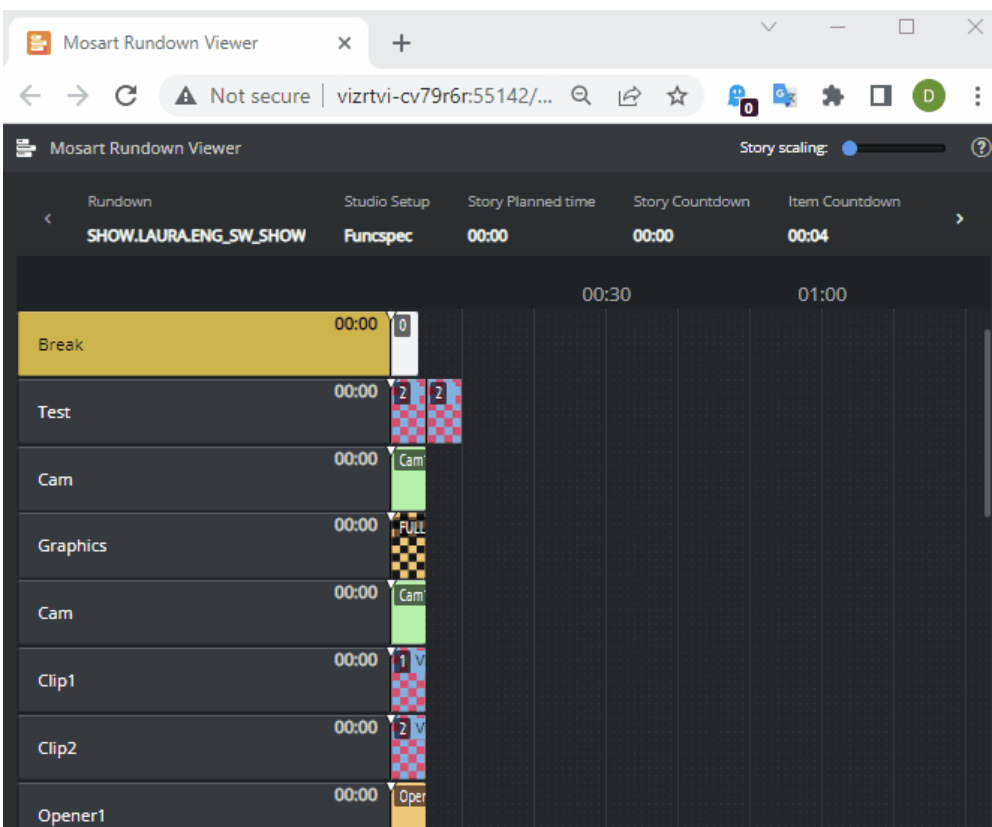 Mosart Rundown Viewer
Not secure | vizrtvi-cv79r6r:55142/...
0
D
Mosart Rundown Viewer
Story scaling:
?
Rundown Studio Setup Story Planned time Story Countdown Item Countdown
SHOW.LAURA.ENG_SW_SHOW Funcspec 00:00 00:00 00:04
00:30 01:00
Break 00:00 0
Test 00:00 2 2
Cam 00:00 Cam
Graphics 00:00 FULL
Cam 00:00 Cam
Clip1 00:00 1 V
Clip2 00:00 2 V
Opener1 00:00 Oper